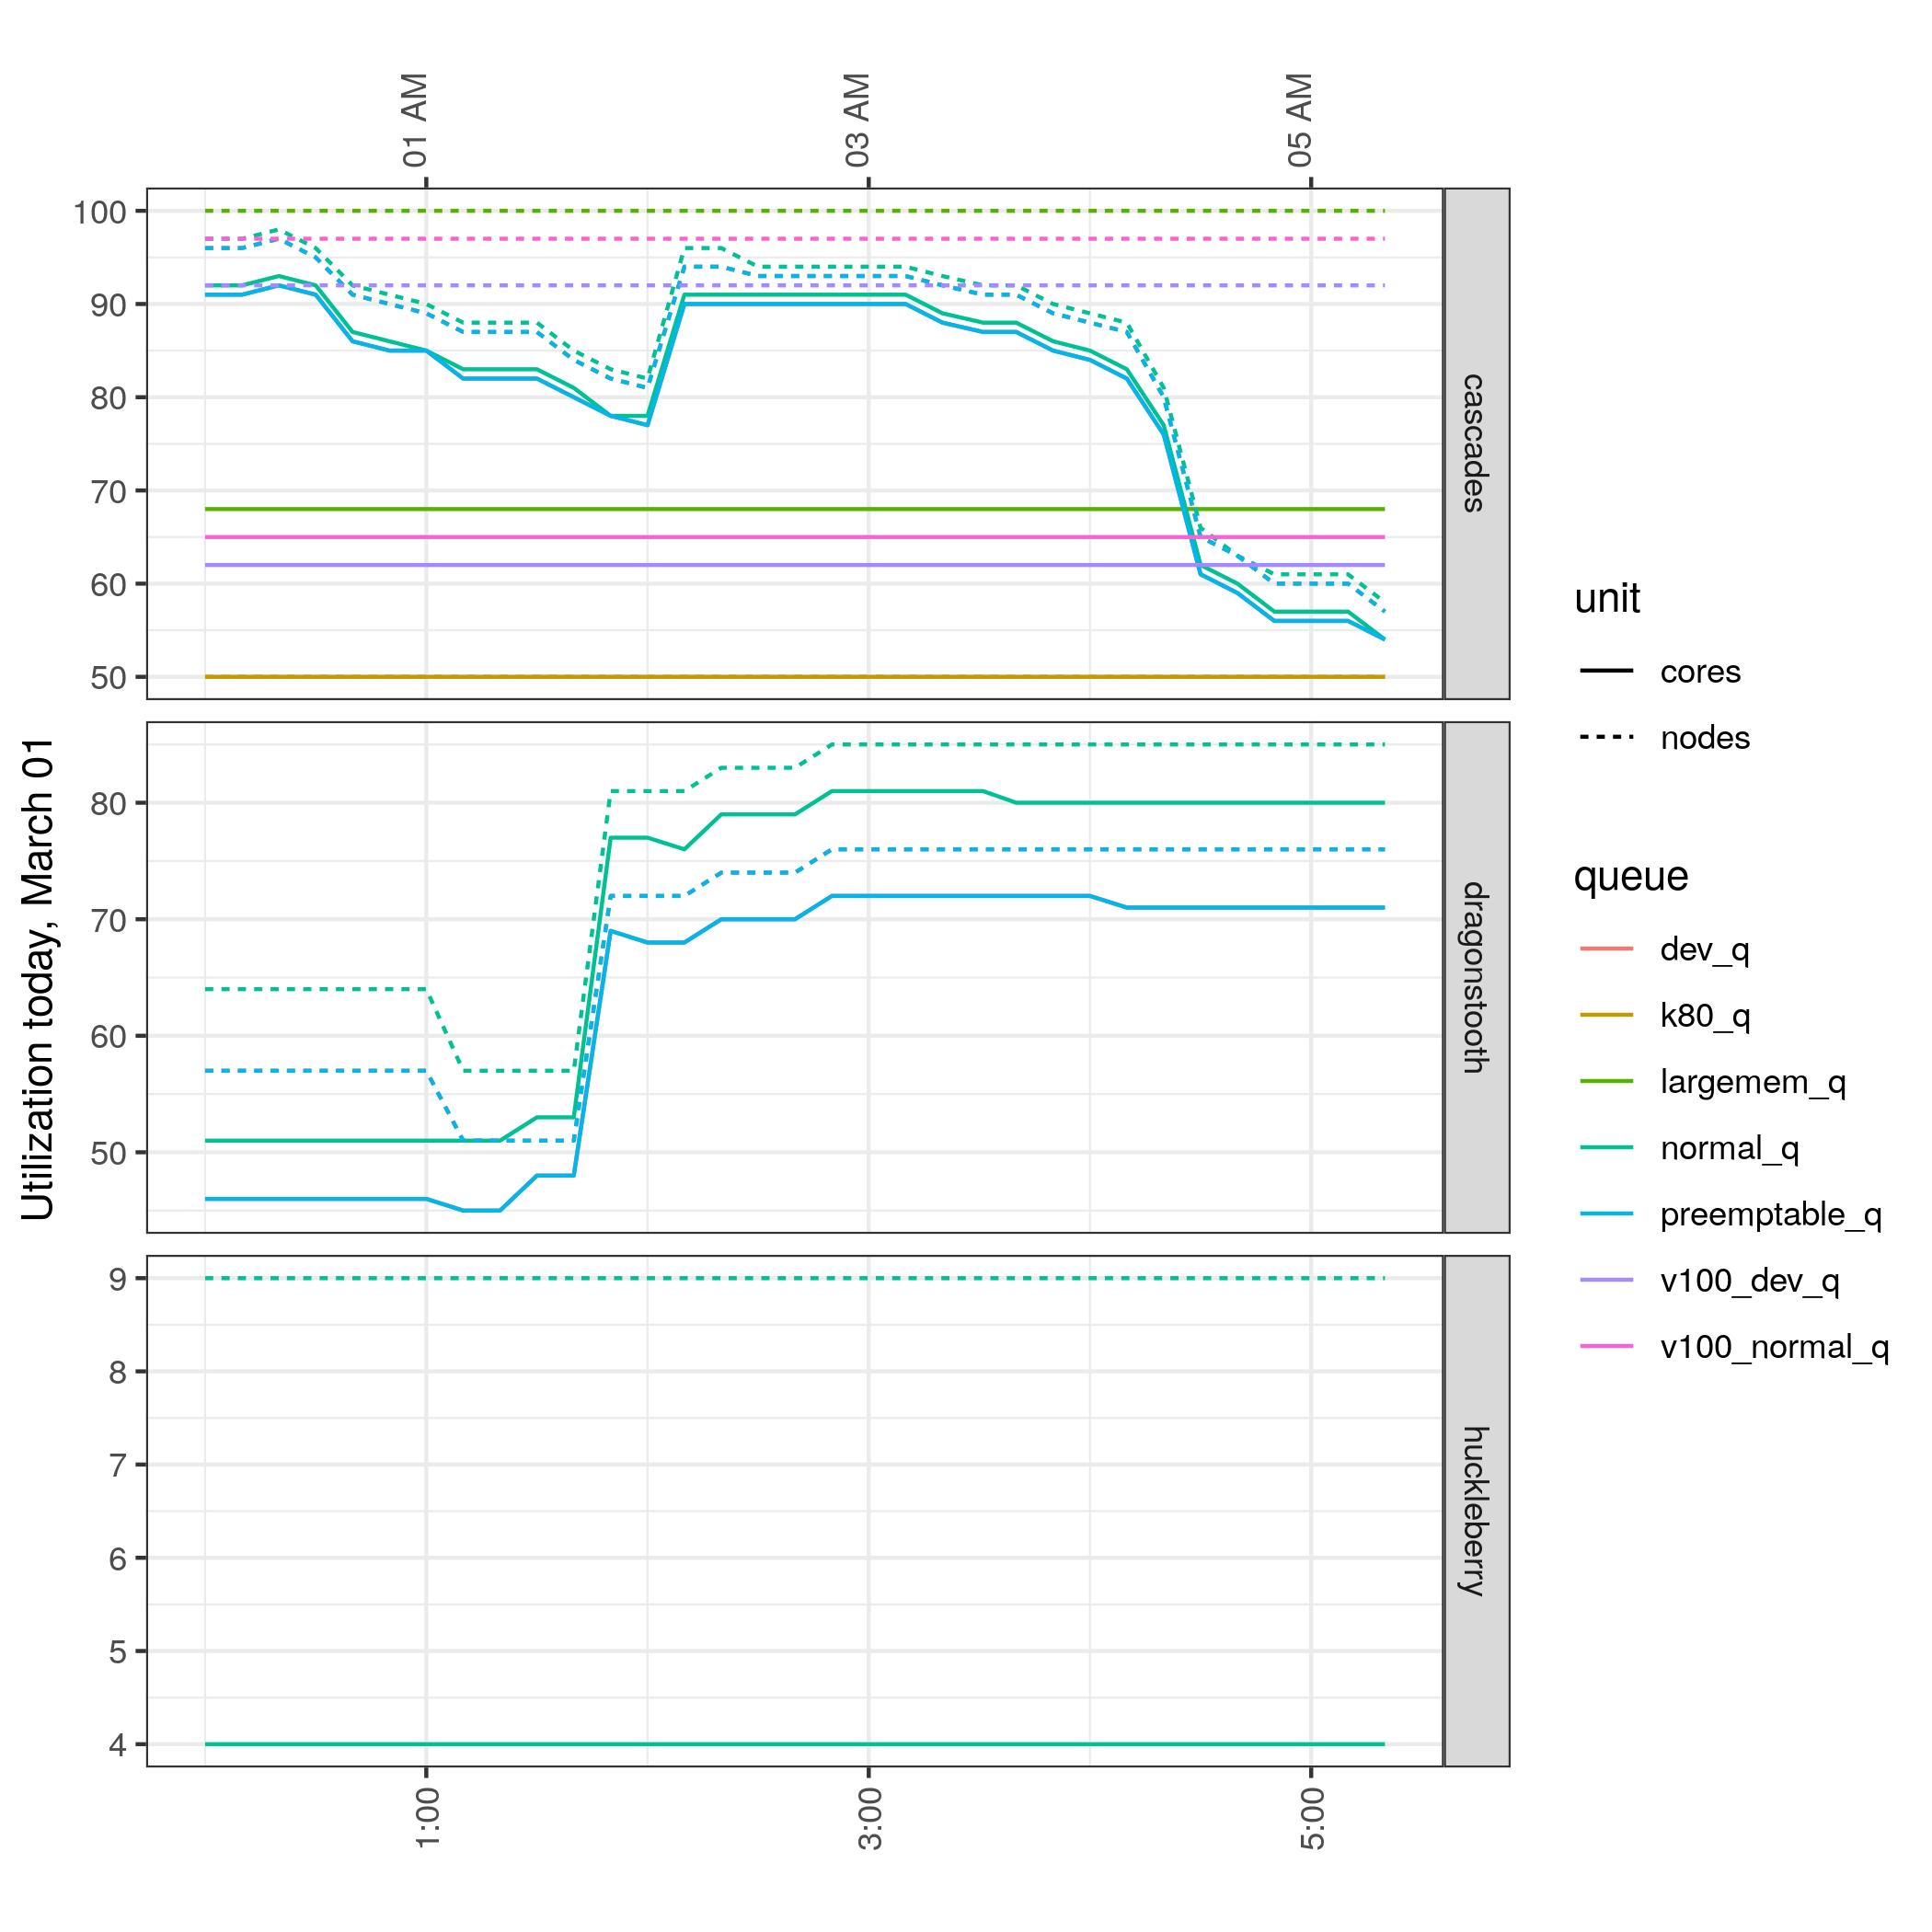 01 AM
03 AM
05 AM
Utilization today, March 01
100
90
80
70
60
50
cascades
80
70
60
50
dragonstooth
9
8
7
6
5
4
huckleberry
1:00
3:00
5:00
unit
cores
nodes
queue
dev_q
k80_q
largemem_q
normal_q
preemptable_q
v100_dev_q
v100_normal_q